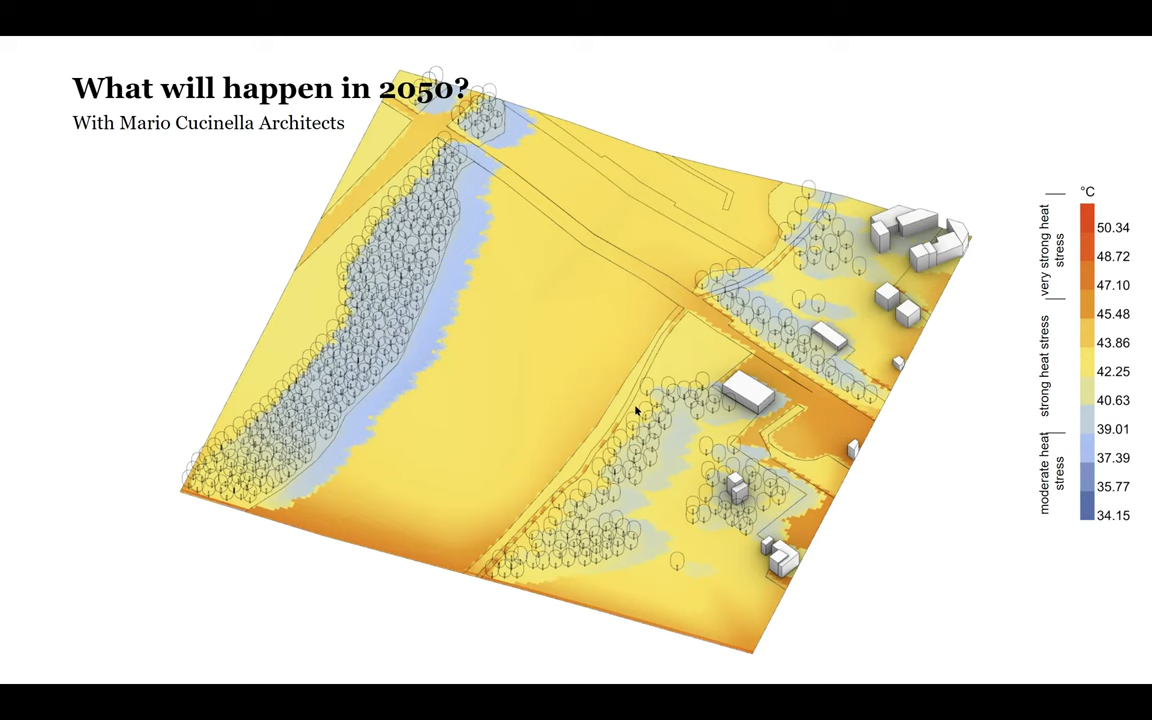 What will happen in 2050?
With Mario Cucinella Architects
°C
very strong heat
stress
strong heat stress
moderate heat
stress
50.34
48.72
47.10
45.48
43.86
42.25
40.63
39.01
37.39
35.77
34.15